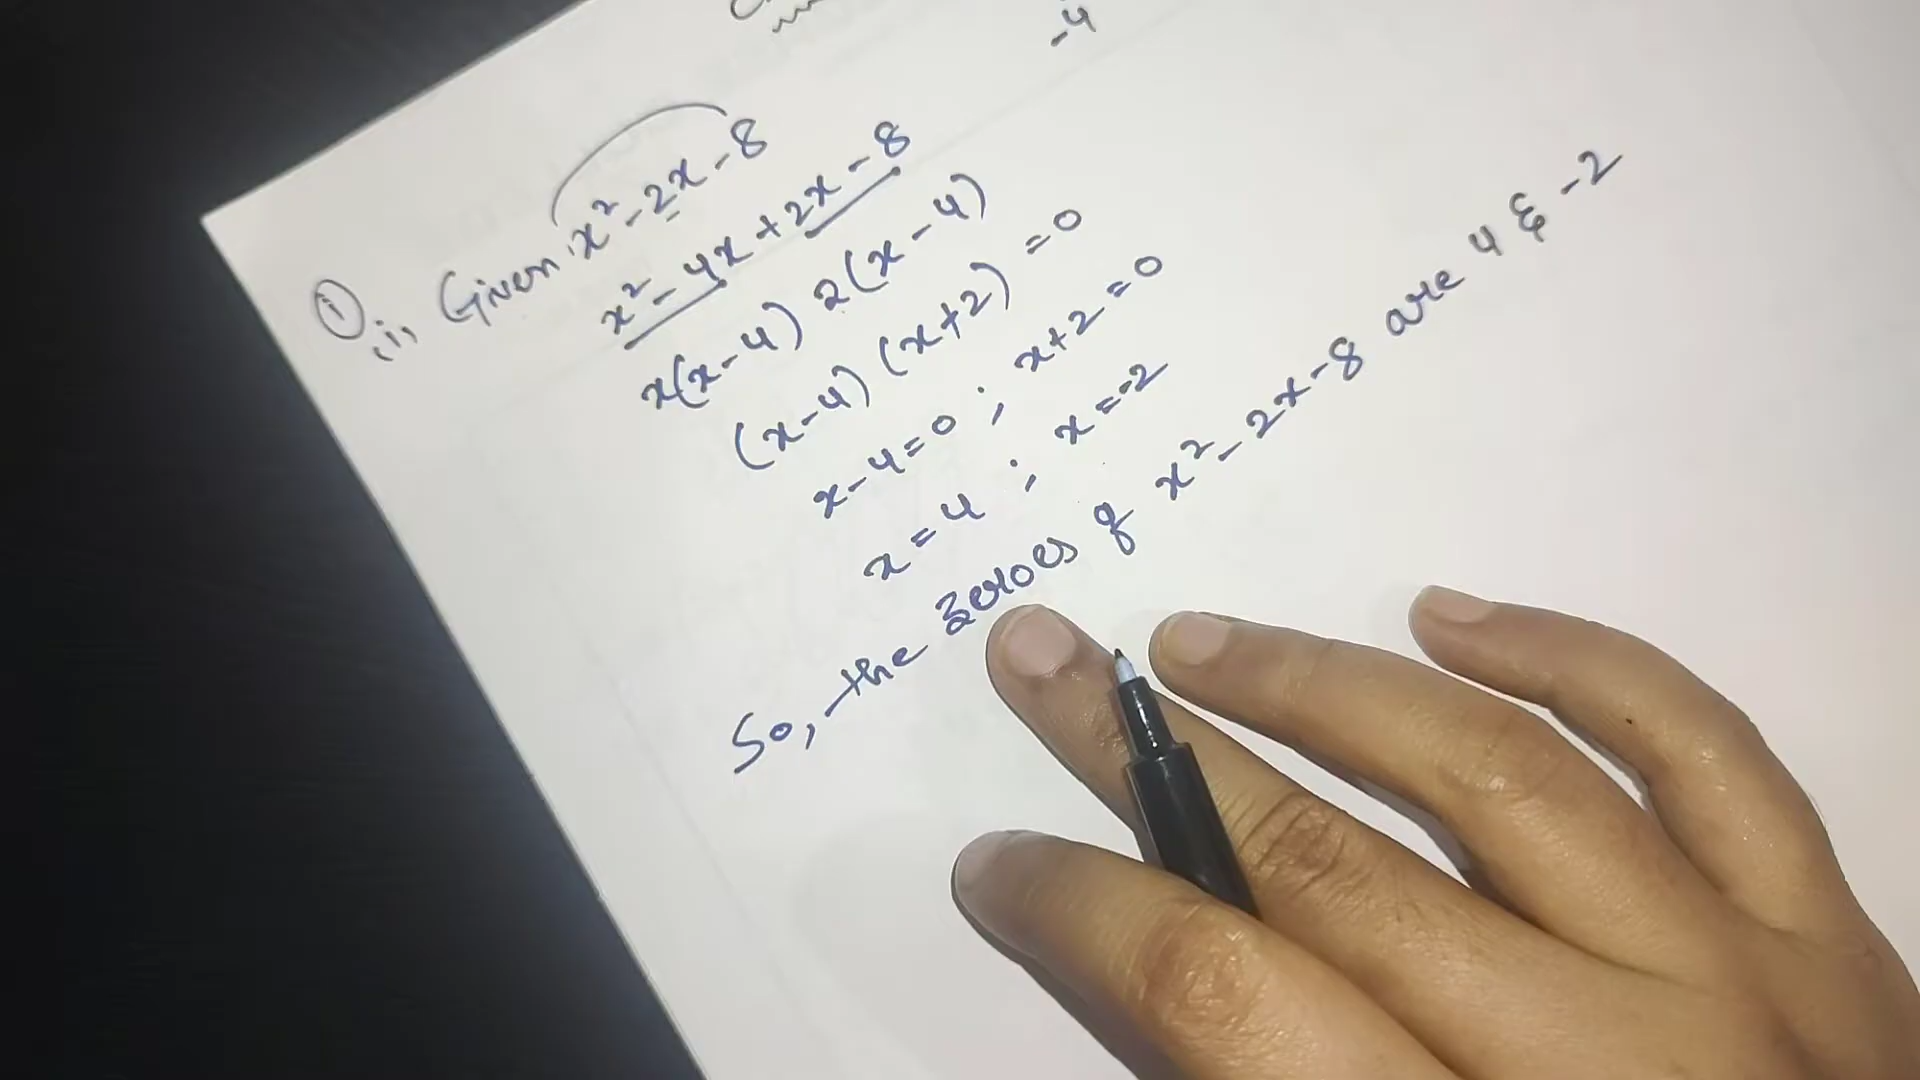 -4
① i, Given x² - 2x - 8
x² - 4x + 2x - 8
x(x-4) 2(x-4)
(x-4) (x+2) = 0
x-4=0 ; x+2=0
x=4 ; x=-2
So, the zeroes of x² - 2x - 8 are 4 & -2